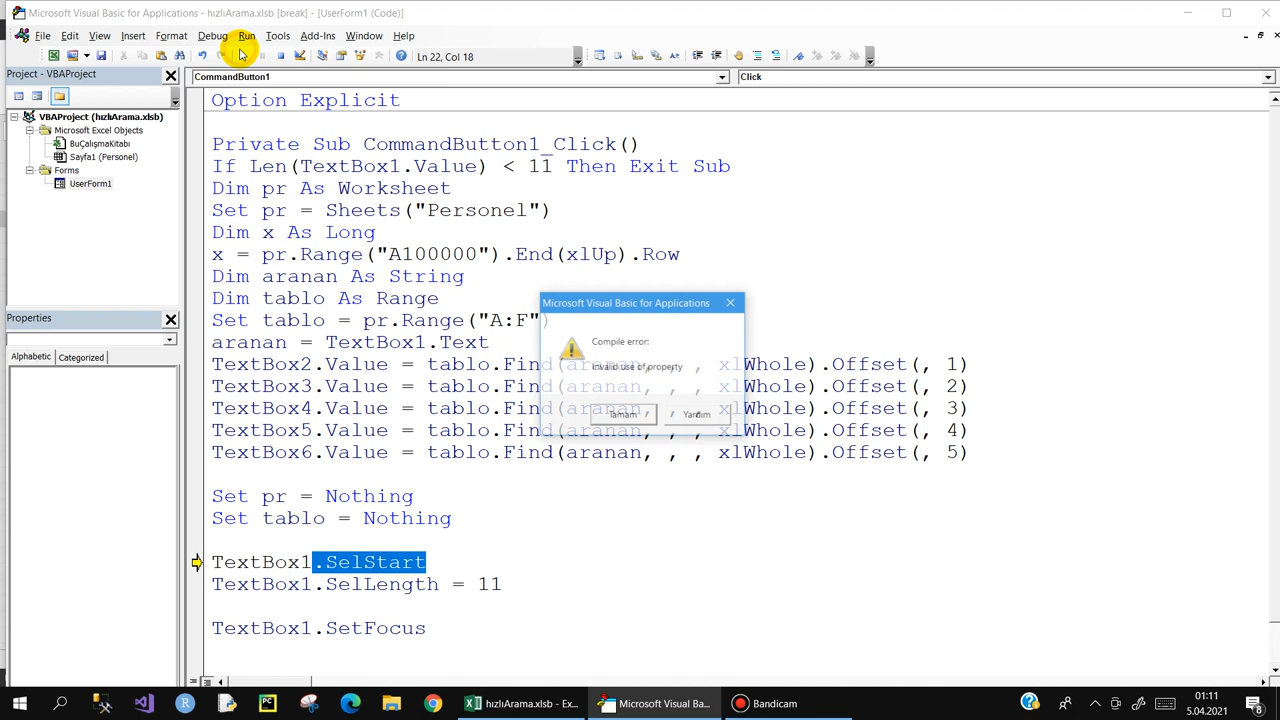 Microsoft Visual Basic for Applications - hızlıArama.xlsb [break] - [UserForm1 (Code)]
File Edit View Insert Format Debug Run Tools Add-Ins Window Help
Ln 22, Col 18
Project - VBAProject
CommandButton1
Click
VBAProject (hızlıArama.xlsb)
Microsoft Excel Objects
BuÇalışmaKitabı
Sayfa1 (Personel)
Forms
UserForm1
Properties
Alphabetic Categorized
Option Explicit
Private Sub CommandButton1_Click()
If Len(TextBox1.Value) < 11 Then Exit Sub
Dim pr As Worksheet
Set pr = Sheets("Personel")
Dim x As Long
x = pr.Range("A100000").End(xlUp).Row
Dim aranan As String
Dim tablo As Range
Set tablo = pr.Range("A:F")
aranan = TextBox1.Text
TextBox2.Value = tablo.Find(aranan, , , xlWhole).Offset(, 1)
TextBox3.Value = tablo.Find(aranan, , , xlWhole).Offset(, 2)
TextBox4.Value = tablo.Find(aranan, , , xlWhole).Offset(, 3)
TextBox5.Value = tablo.Find(aranan, , , xlWhole).Offset(, 4)
TextBox6.Value = tablo.Find(aranan, , , xlWhole).Offset(, 5)
Set pr = Nothing
Set tablo = Nothing
TextBox1.SelStart
TextBox1.SelLength = 11
TextBox1.SetFocus
Microsoft Visual Basic for Applications
Compile error:
Invalid use of property
Tamam Yardım
hızlıArama.xlsb - Ex...
Microsoft Visual Ba...
Bandicam
01:11
5.04.2021
8